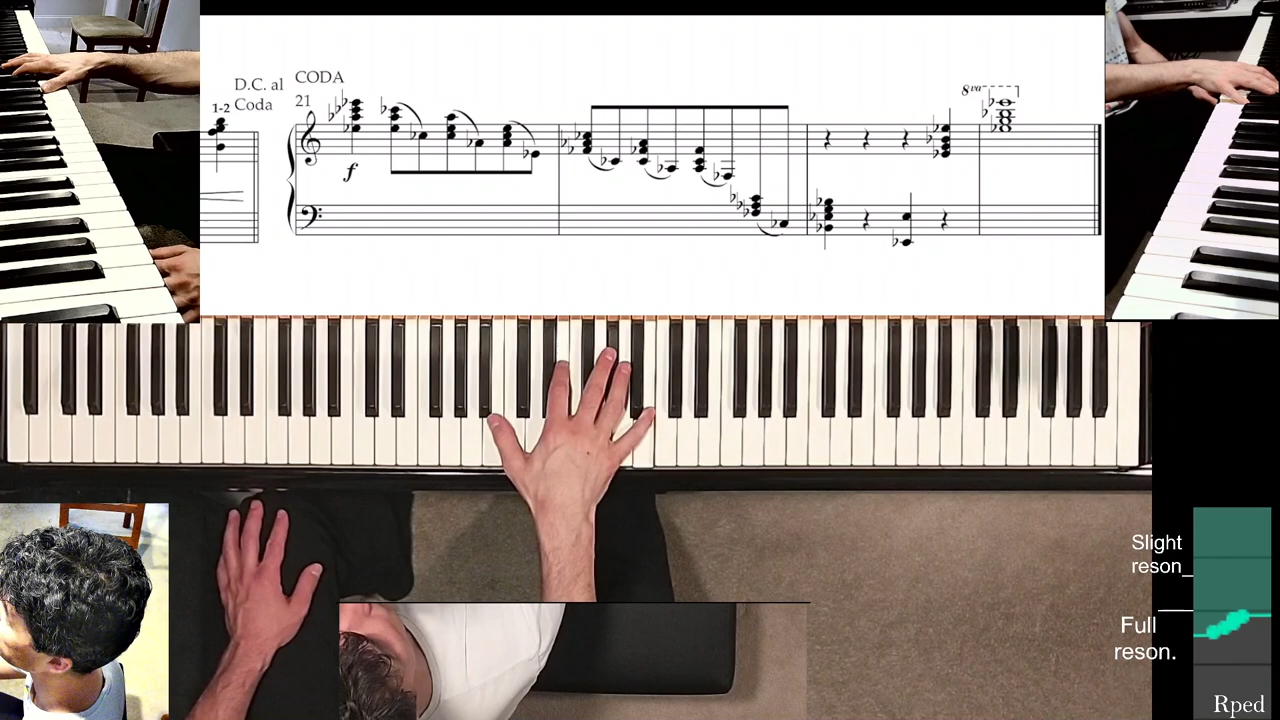 D.C. al
Coda
1-2
CODA
21
f
8va
Slight
reson_
Full
reson.
Rped